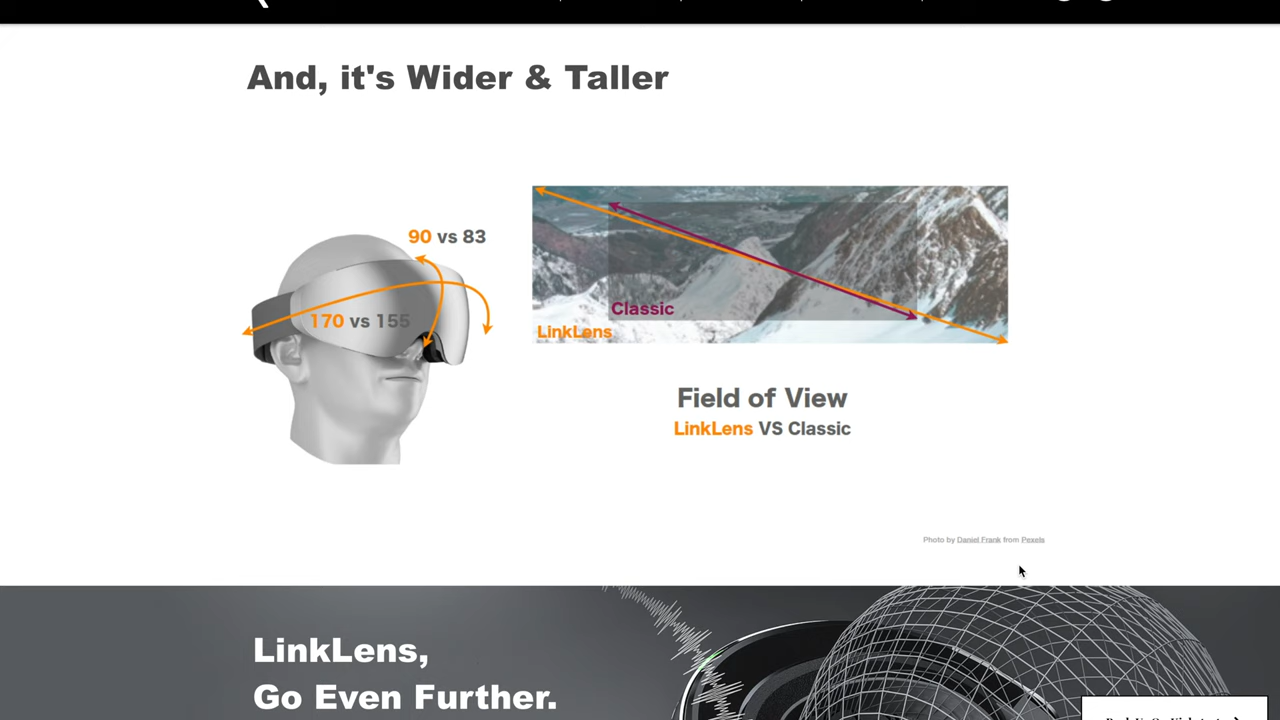 And, it's Wider & Taller
90 vs 83
170 vs 155
Classic
LinkLens
Field of View
LinkLens VS Classic
Photo by Daniel Frank from Pexels
LinkLens,
Go Even Further.